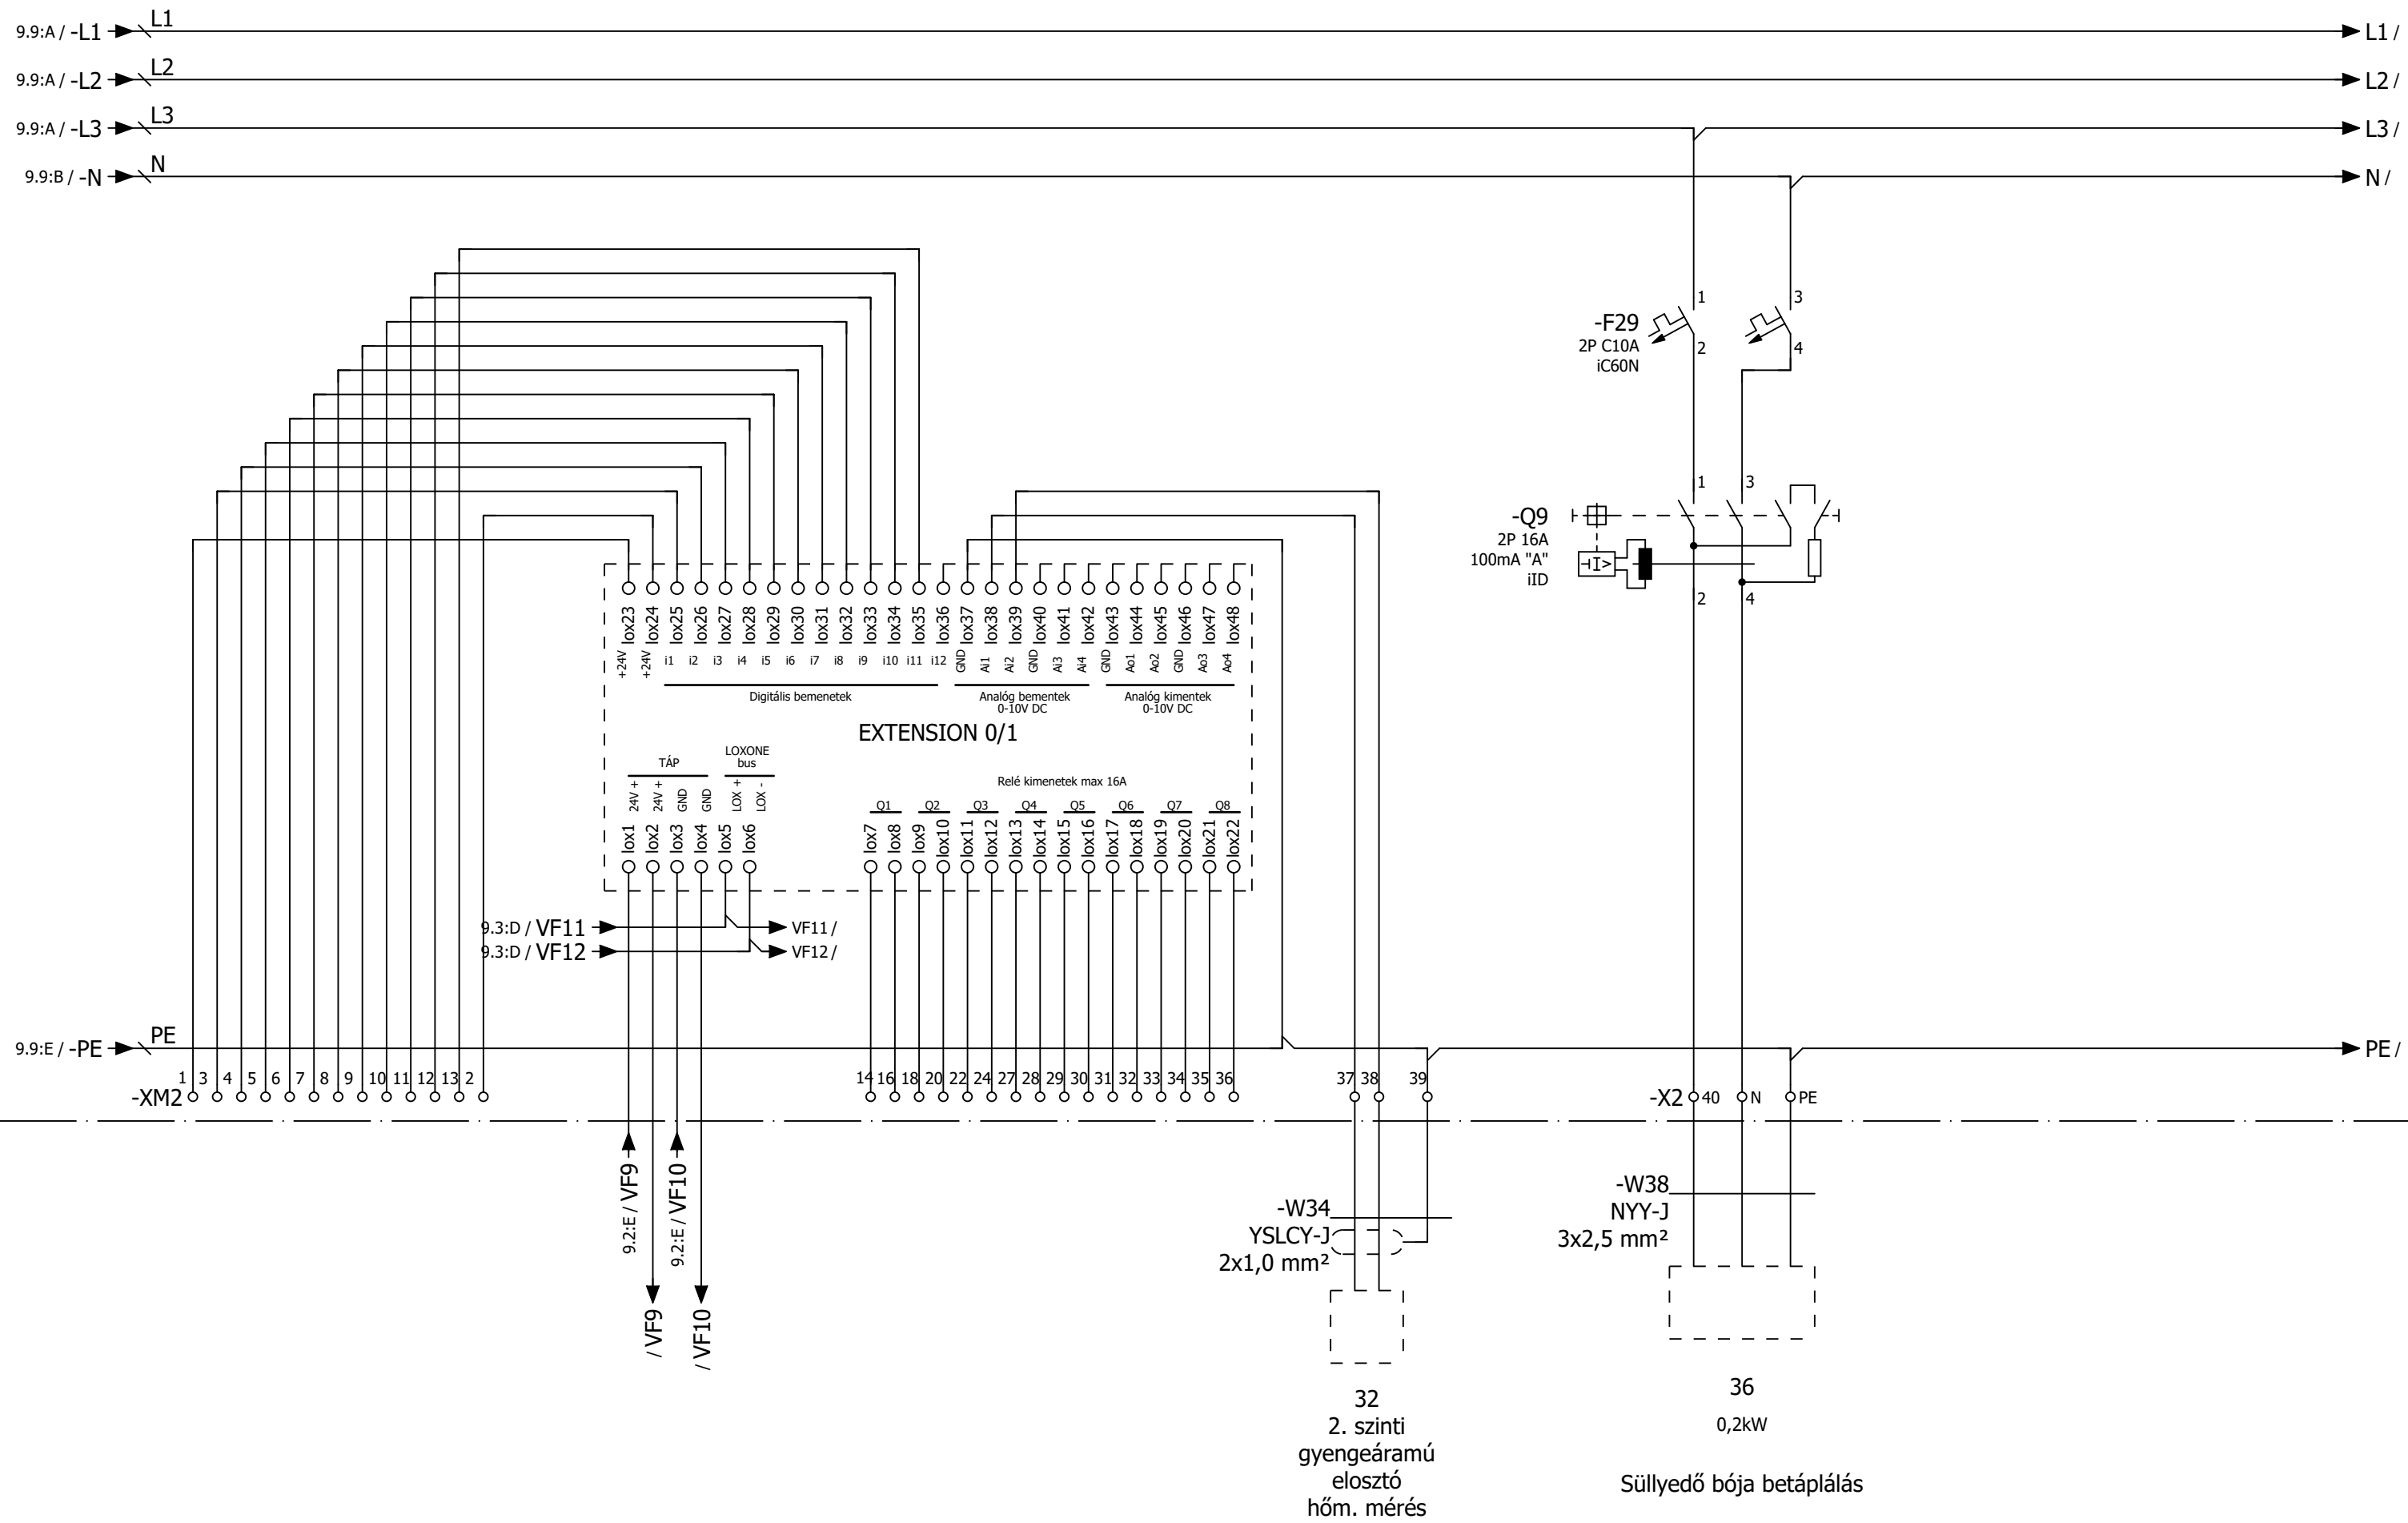 9.9:A / -L1 L1 L1 /
9.9:A / -L2 L2 L2 /
9.9:A / -L3 L3 L3 /
9.9:B / -N N N /
1 3
-F29
2P C10A
iC60N
2 4
1 3
-Q9
2P 16A
100mA "A"
iID
I>
2 4
lox23 lox24 lox25 lox26 lox27 lox28 lox29 lox30 lox31 lox32 lox33 lox34 lox35 lox36 lox37 lox38 lox39 lox40 lox41 lox42 lox43 lox44 lox45 lox46 lox47 lox48
+24V +24V i1 i2 i3 i4 i5 i6 i7 i8 i9 i10 i11 i12 GND Ai1 Ai2 GND Ai3 Ai4 GND Ao1 Ao2 GND Ao3 Ao4
Digitális bemenetek
Analóg bementek
0-10V DC
Analóg kimentek
0-10V DC
EXTENSION 0/1
TÁP
LOXONE
bus
Relé kimenetek max 16A
24V + 24V + GND GND LOX + LOX -
Q1 Q2 Q3 Q4 Q5 Q6 Q7 Q8
lox1 lox2 lox3 lox4 lox5 lox6 lox7 lox8 lox9 lox10 lox11 lox12 lox13 lox14 lox15 lox16 lox17 lox18 lox19 lox20 lox21 lox22
9.3:D / VF11 VF11 /
9.3:D / VF12 VF12 /
9.9:E / -PE PE PE /
1 3 4 5 6 7 8 9 10 11 12 13 2 14 16 18 20 22 24 27 28 29 30 31 32 33 34 35 36 37 38 39
-XM2
-X2 40 N PE
9.2:E / VF9
9.2:E / VF10
/ VF9
/ VF10
-W34
YSLCY-J
2x1,0 mm²
-W38
NYY-J
3x2,5 mm²
32
2. szinti
gyengeáramú
elosztó
hőm. mérés
36
0,2kW
Süllyedő bója betáplálás